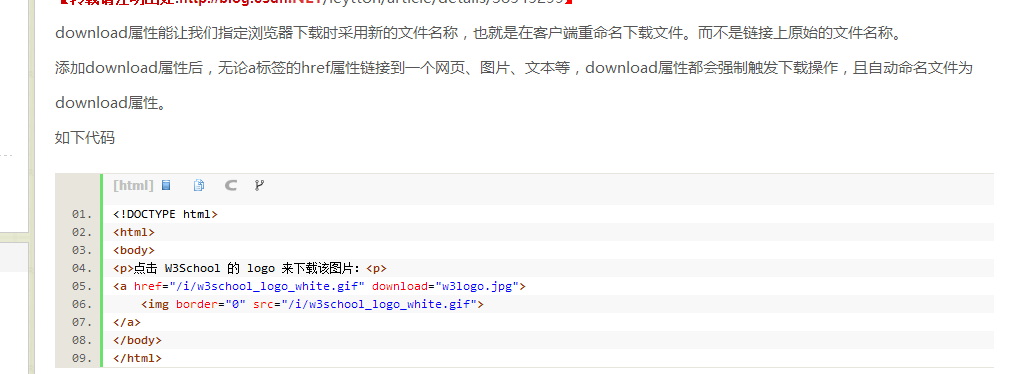 【转载请注明出处:http://blog.csdn.NET/leytton/article/details/38949299】
download属性能让我们指定浏览器下载时采用新的文件名称，也就是在客户端重命名下载文件。而不是链接上原始的文件名称。
添加download属性后，无论a标签的href属性链接到一个网页、图片、文本等，download属性都会强制触发下载操作，且自动命名文件为
download属性。
如下代码
[html]
01. <!DOCTYPE html>
02. <html>
03. <body>
04. <p>点击 W3School 的 logo 来下载该图片：<p>
05. <a href="/i/w3school_logo_white.gif" download="w3logo.jpg">
06.     <img border="0" src="/i/w3school_logo_white.gif">
07. </a>
08. </body>
09. </html>